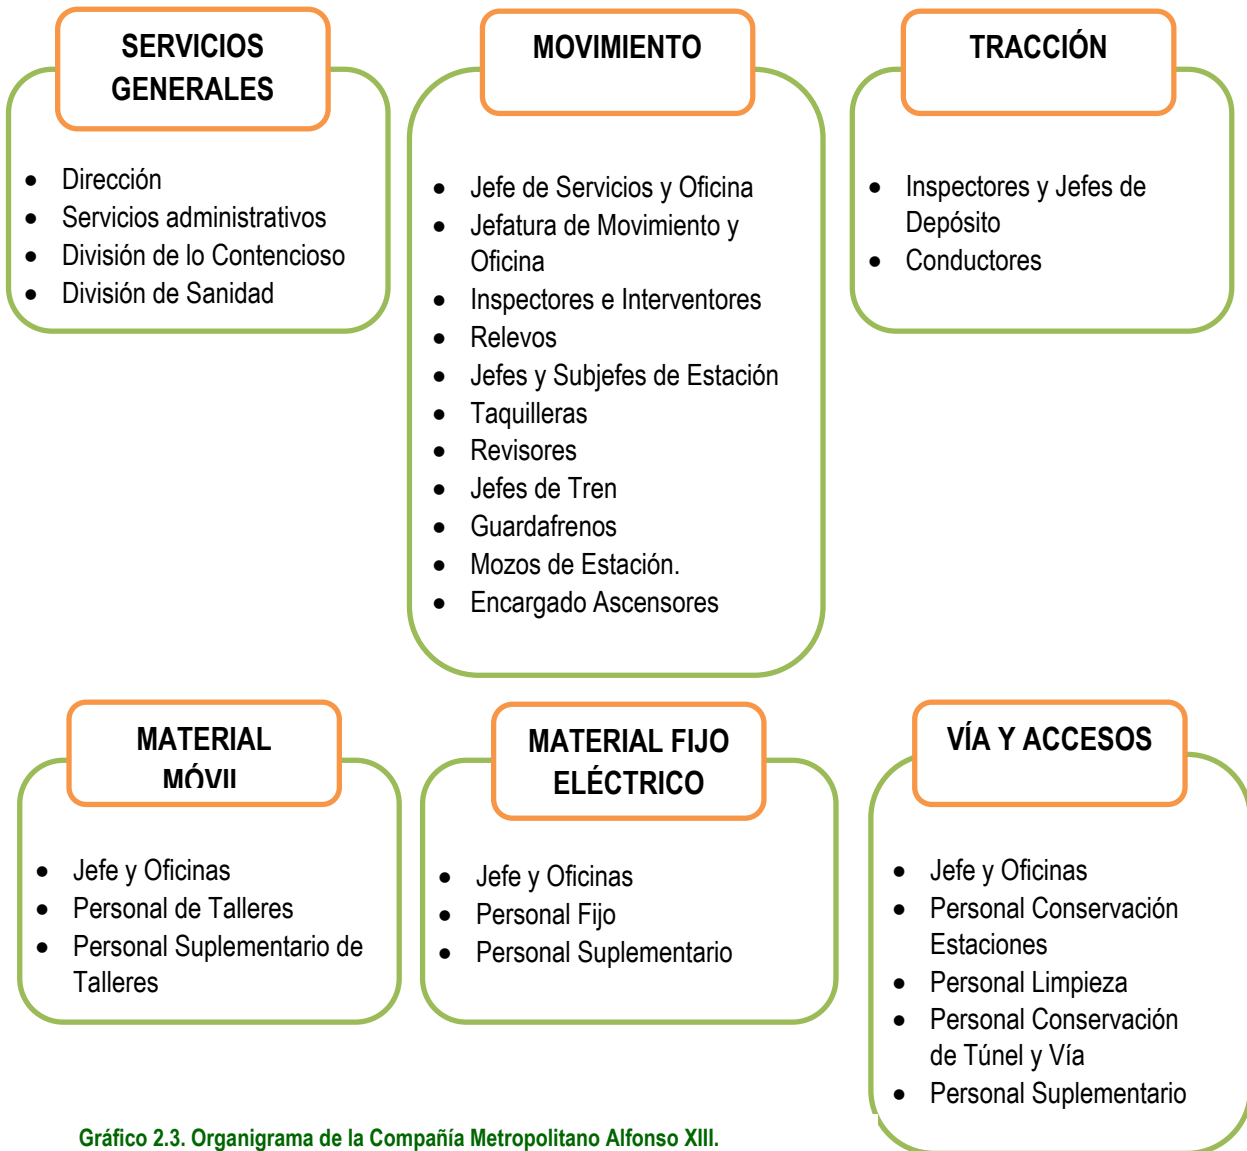 SERVICIOS
GENERALES
• Dirección
• Servicios administrativos
• División de lo Contencioso
• División de Sanidad
MOVIMIENTO
• Jefe de Servicios y Oficina
• Jefatura de Movimiento y
Oficina
• Inspectores e Interventores
• Relevos
• Jefes y Subjefes de Estación
• Taquilleras
• Revisores
• Jefes de Tren
• Guardafrenos
• Mozos de Estación.
• Encargado Ascensores
TRACCIÓN
• Inspectores y Jefes de
Depósito
• Conductores
MATERIAL
MÓVIL
• Jefe y Oficinas
• Personal de Talleres
• Personal Suplementario de
Talleres
MATERIAL FIJO
ELÉCTRICO
• Jefe y Oficinas
• Personal Fijo
• Personal Suplementario
VÍA Y ACCESOS
• Jefe y Oficinas
• Personal Conservación
Estaciones
• Personal Limpieza
• Personal Conservación
de Túnel y Vía
• Personal Suplementario
Gráfico 2.3. Organigrama de la Compañía Metropolitano Alfonso XIII.